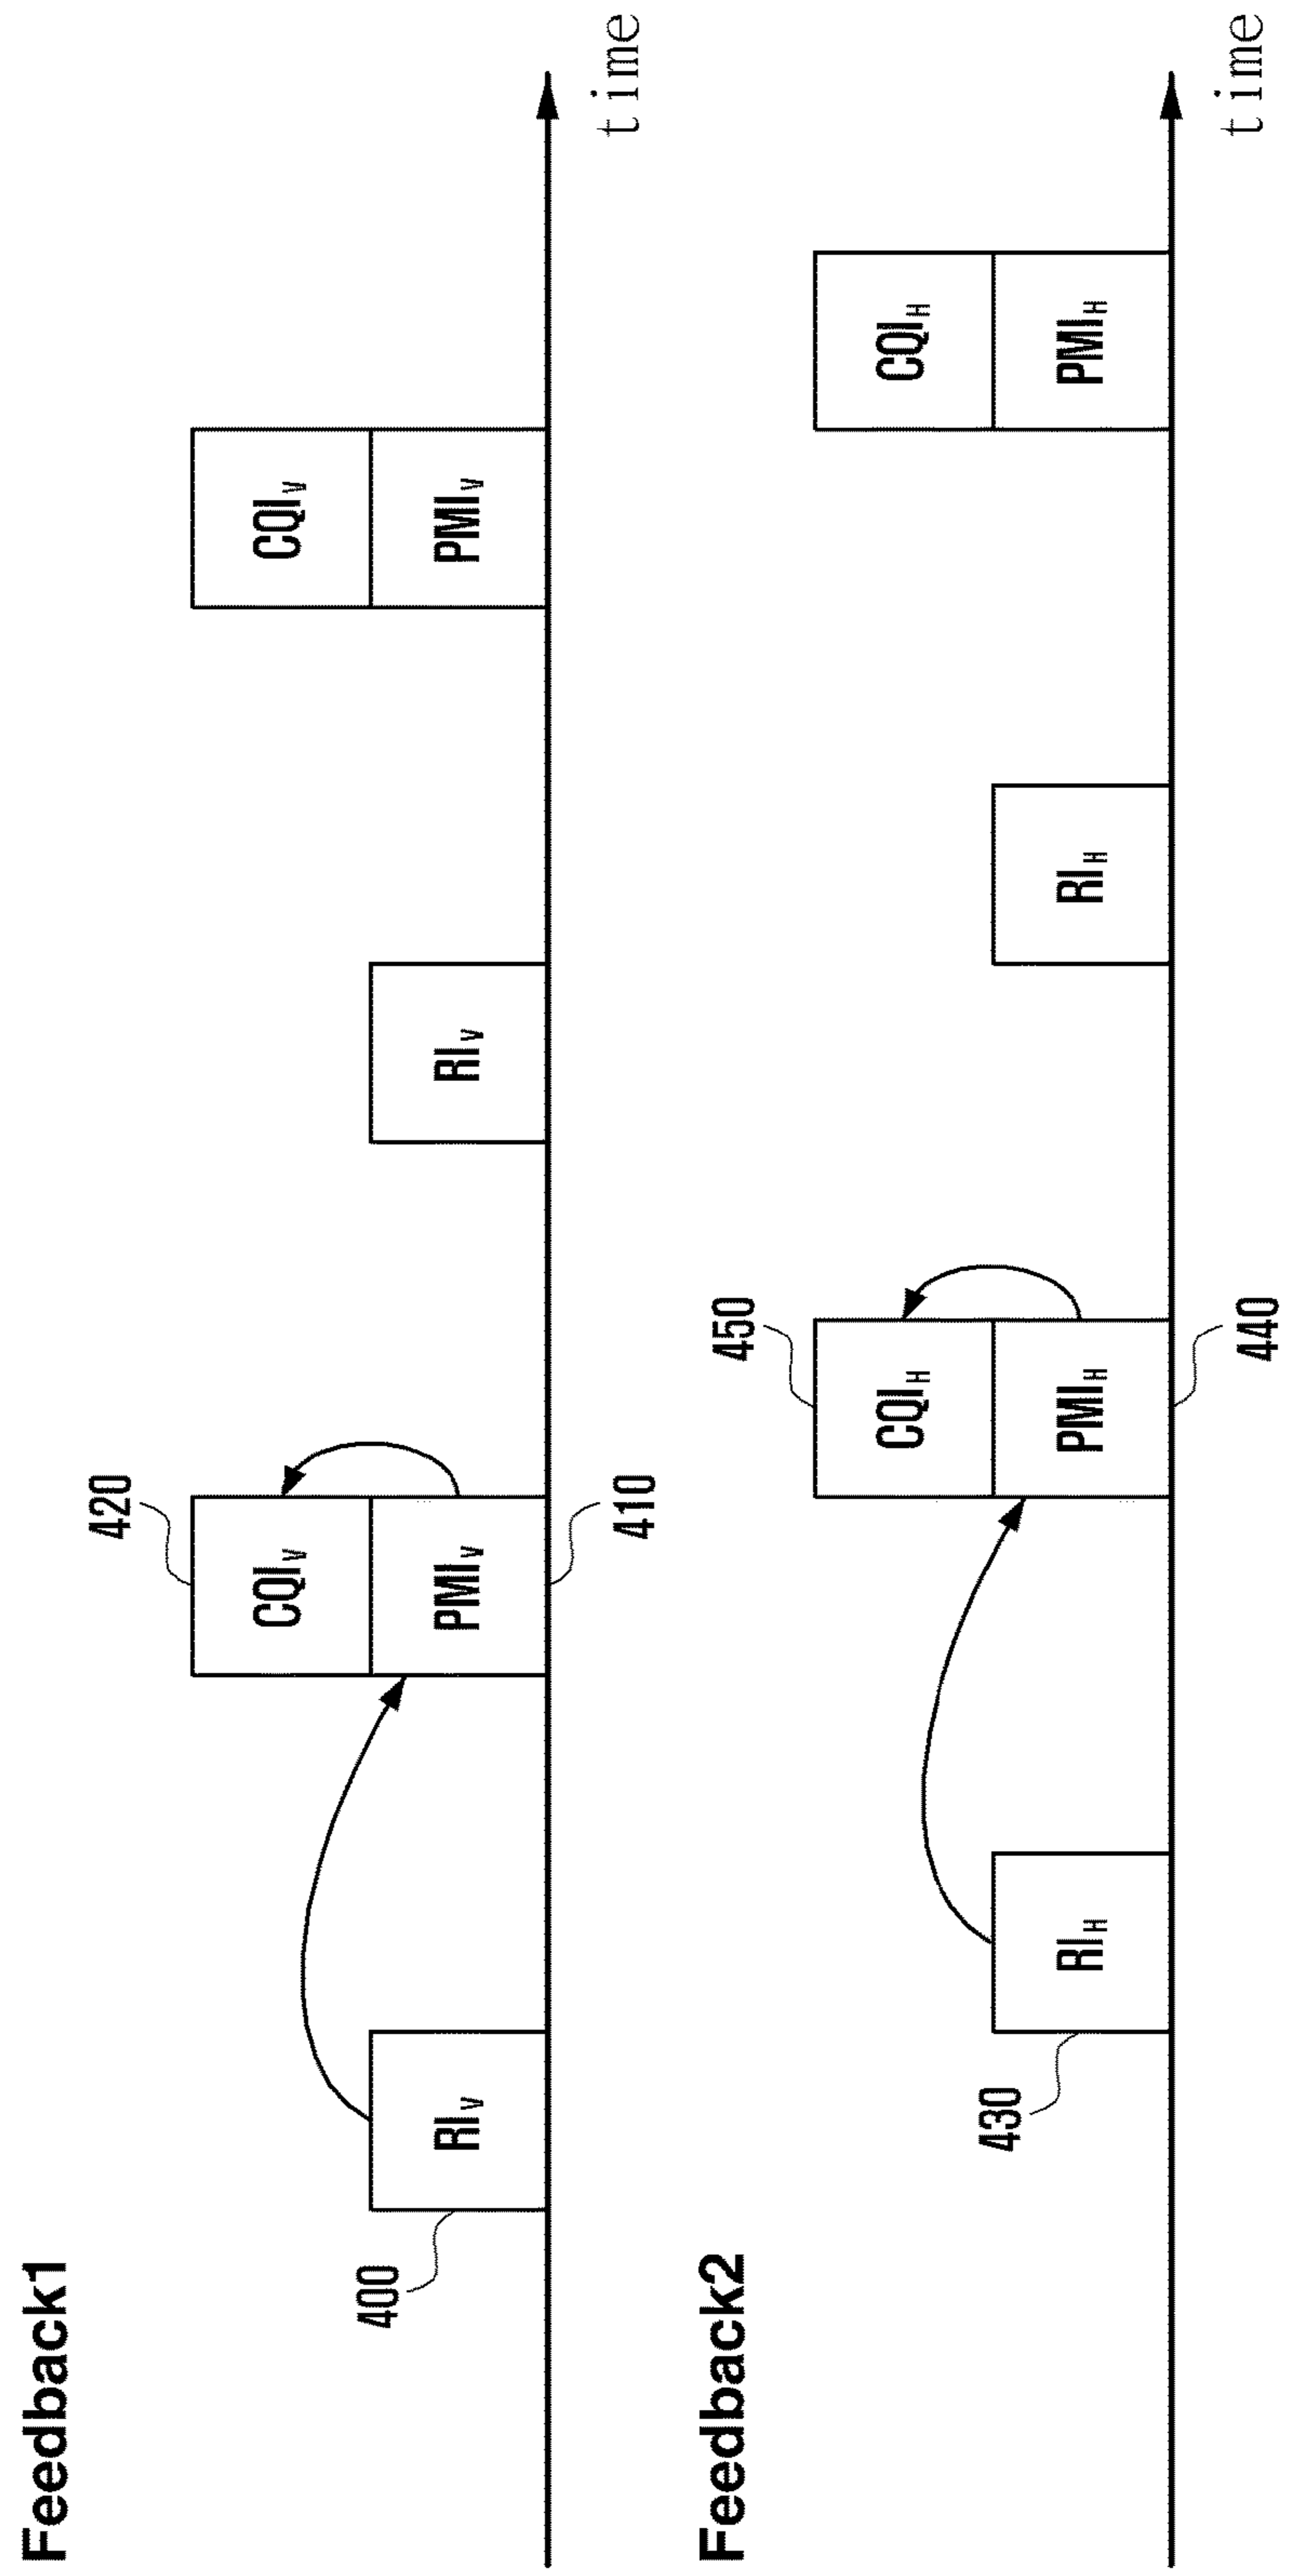 Feedback1
420
CQIV
CQIV
400
RIV
PMIV
RIV
PMIV
410
time
Feedback2
450
CQIH
CQIH
430
RIH
PMIH
RIH
PMIH
440
time